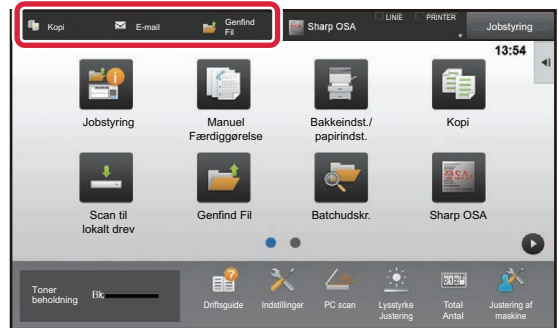 Kopi E-mail Genfind Fil Sharp OSA LINIE PRINTER Jobstyring
13:54
Jobstyring Manuel Færdiggørelse Bakkeindst./ papirindst. Kopi
Scan til lokalt drev Genfind Fil Batchudskr. Sharp OSA
Toner beholdning Bk Driftsguide Indstillinger PC scan Lysstyrke Justering Total Antal Justering af maskine